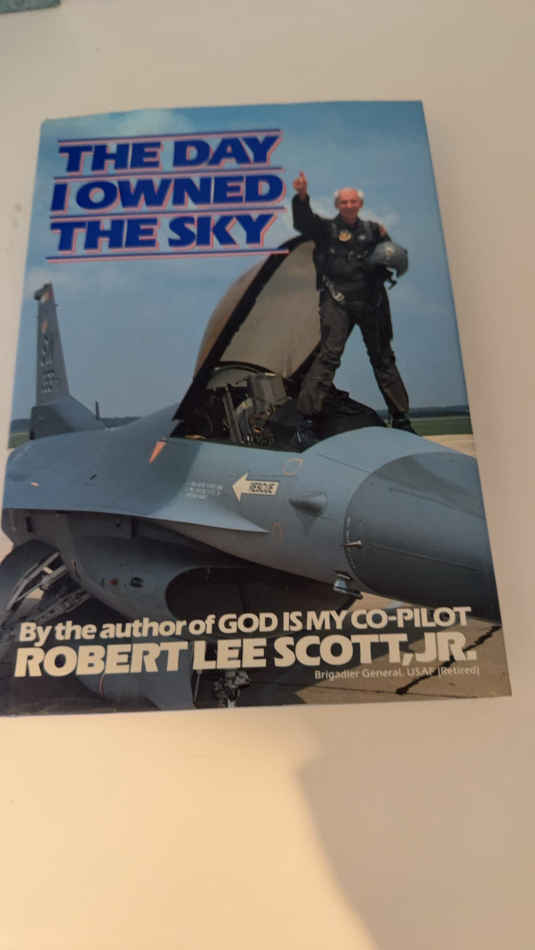 THE DAY
I OWNED
THE SKY
RESCUE
By the author of GOD IS MY CO-PILOT
ROBERT LEE SCOTT, JR.
Brigadier General, USAF (Retired)